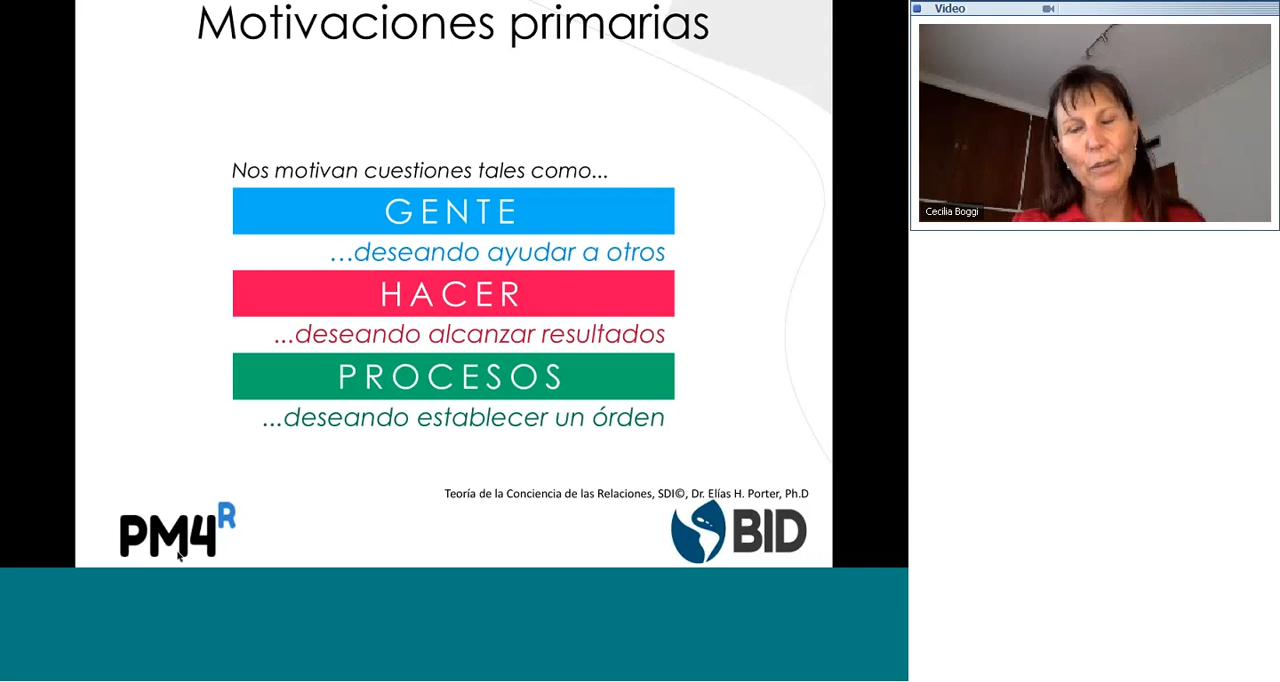 Motivaciones primarias
Nos motivan cuestiones tales como...
GENTE
...deseando ayudar a otros
HACER
...deseando alcanzar resultados
PROCESOS
...deseando establecer un órden
Teoría de la Conciencia de las Relaciones, SDI©, Dr. Elías H. Porter, Ph.D
PM4R
BID
Video
Cecilia Boggi